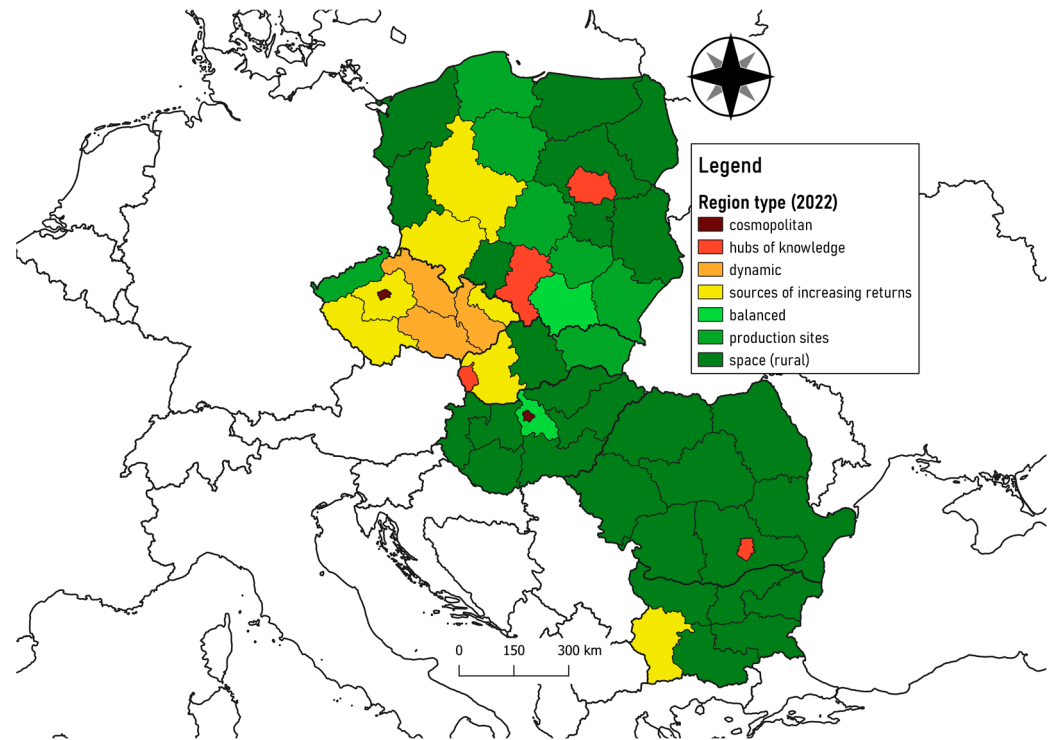 Legend
Region type (2022)
cosmopolitan
hubs of knowledge
dynamic
sources of increasing returns
balanced
production sites
space (rural)
0 150 300 km